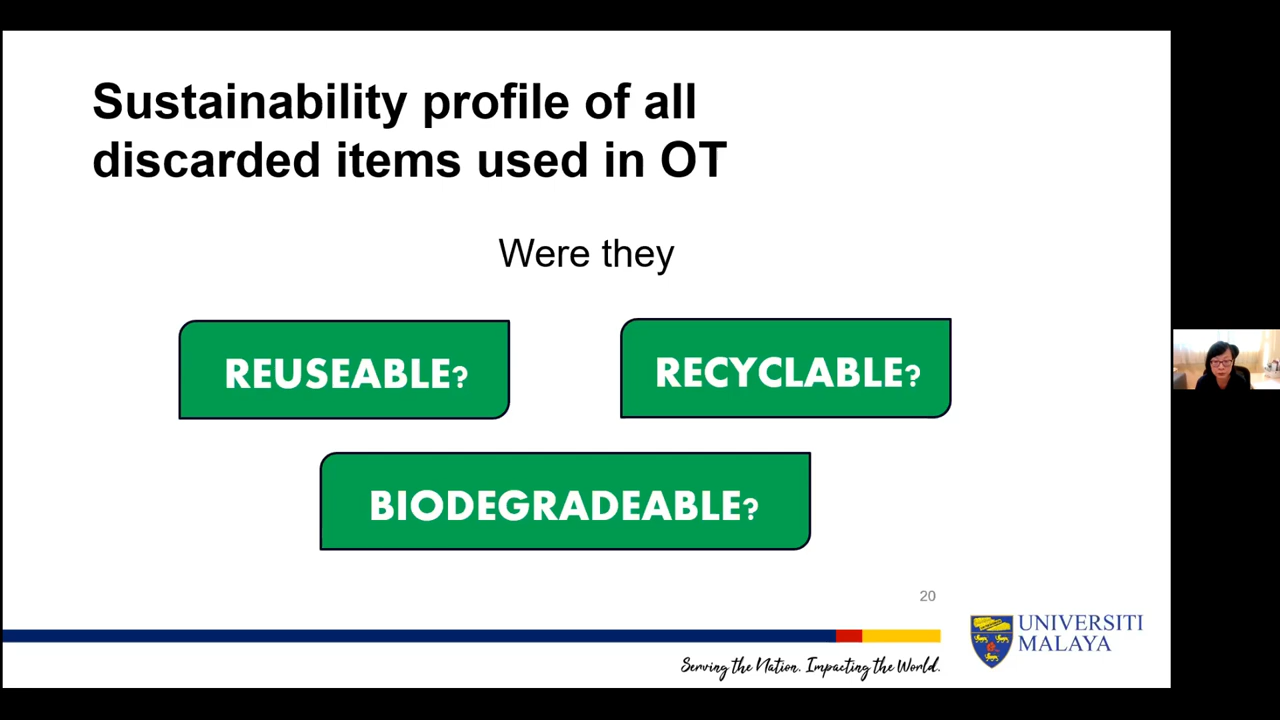 Sustainability profile of all
discarded items used in OT
Were they
REUSEABLE?
RECYCLABLE?
BIODEGRADEABLE?
20
UNIVERSITI
MALAYA
Serving the Nation. Impacting the World.